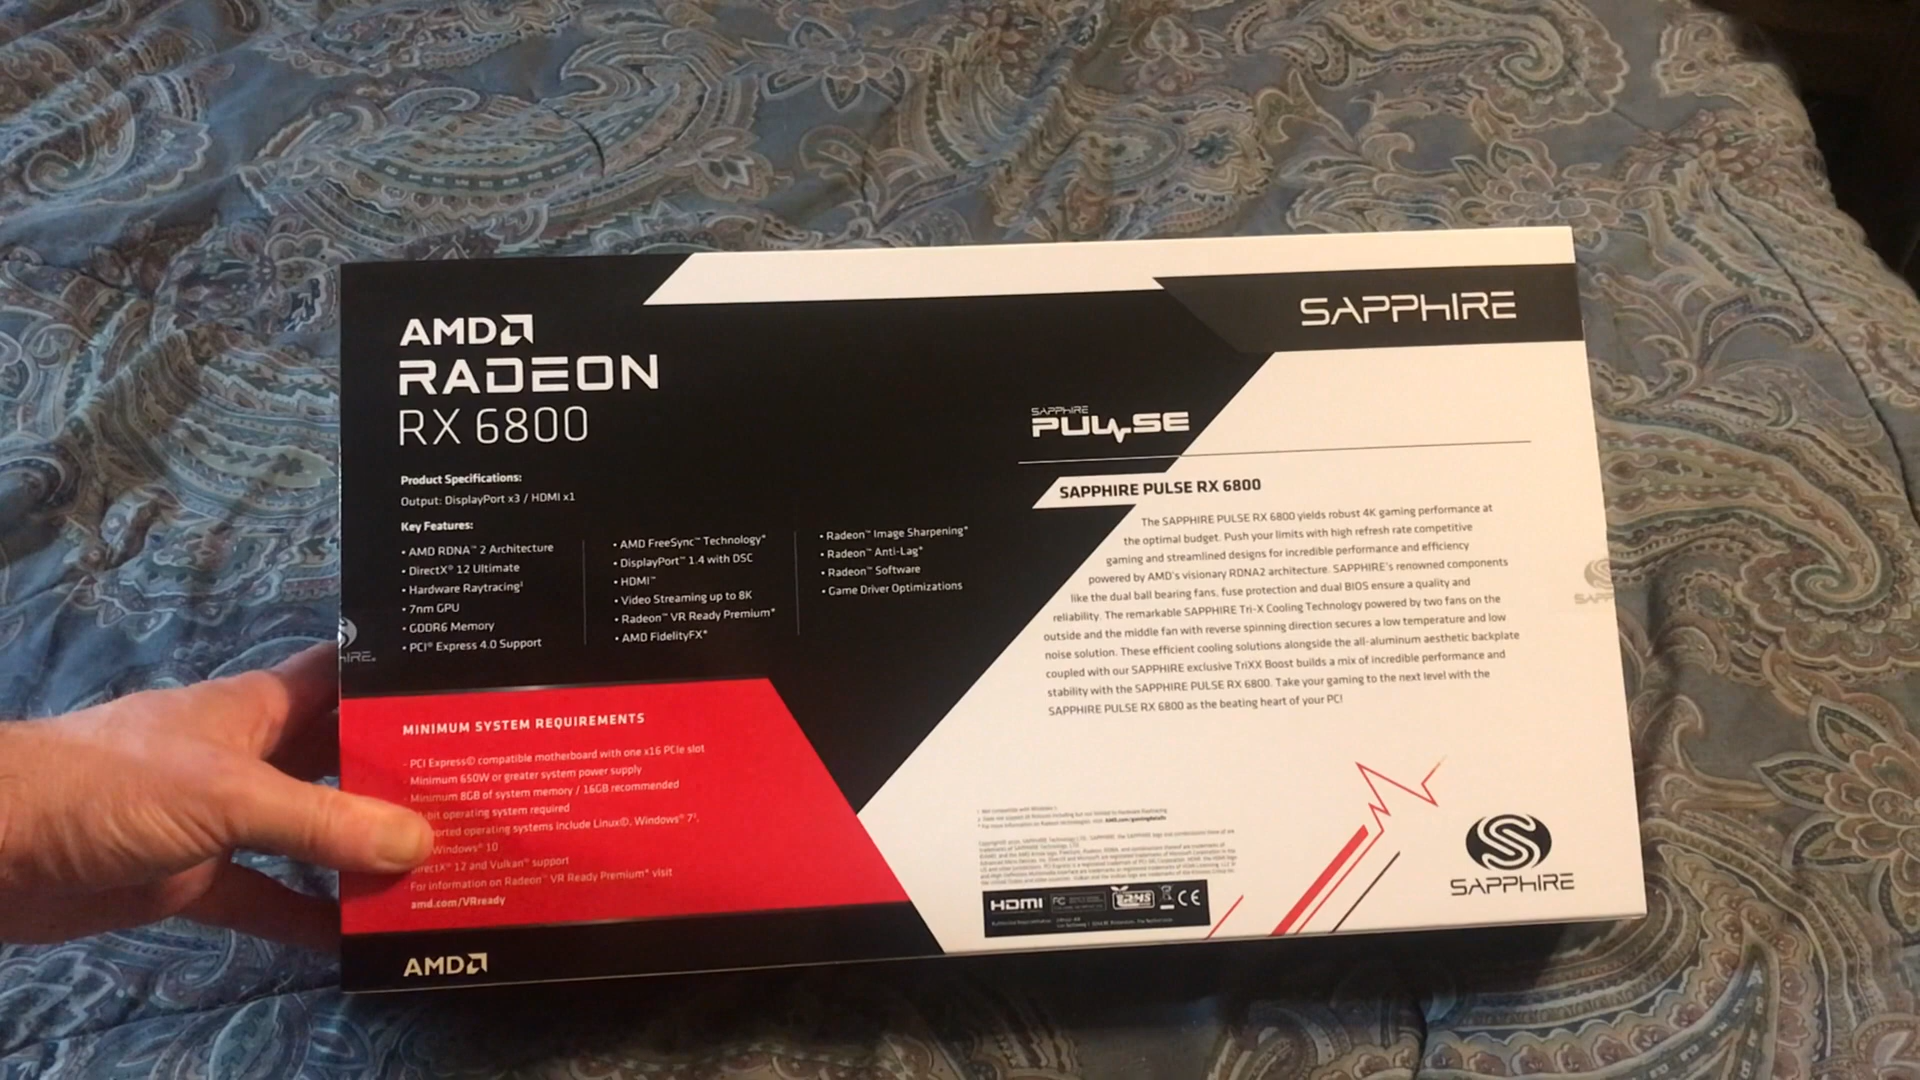 AMD
RADEON
RX 6800
Product Specifications:
Output: DisplayPort x3 / HDMI x1
Key Features:
• AMD RDNA™ 2 Architecture
• DirectX® 12 Ultimate
• Hardware Raytracing¹
• 7nm GPU
• GDDR6 Memory
• PCI® Express 4.0 Support
• AMD FreeSync™ Technology*
• DisplayPort™ 1.4 with DSC
• HDMI™
• Video Streaming up to 8K
• Radeon™ VR Ready Premium*
• AMD FidelityFX*
• Radeon™ Image Sharpening*
• Radeon™ Anti-Lag*
• Radeon™ Software
• Game Driver Optimizations
MINIMUM SYSTEM REQUIREMENTS
- PCI Express© compatible motherboard with one x16 PCIe slot
- Minimum 650W or greater system power supply
- Minimum 8GB of system memory / 16GB recommended
-bit operating system required
operating systems include Linux©, Windows® 7²,
Windows® 10
12 and Vulkan™ support
- For information on Radeon™ VR Ready Premium* visit
amd.com/VRready
AMD
SAPPHIRE
SAPPHIRE
PULSE
SAPPHIRE PULSE RX 6800
The SAPPHIRE PULSE RX 6800 yields robust 4K gaming performance at
the optimal budget. Push your limits with high refresh rate competitive
gaming and streamlined designs for incredible performance and efficiency
powered by AMD's visionary RDNA2 architecture. SAPPHIRE's renowned components
like the dual ball bearing fans, fuse protection and dual BIOS ensure a quality and
reliability. The remarkable SAPPHIRE Tri-X Cooling Technology powered by two fans on the
outside and the middle fan with reverse spinning direction secures a low temperature and low
noise solution. These efficient cooling solutions alongside the all-aluminum aesthetic backplate
coupled with our SAPPHIRE exclusive TriXX Boost builds a mix of incredible performance and
stability with the SAPPHIRE PULSE RX 6800. Take your gaming to the next level with the
SAPPHIRE PULSE RX 6800 as the beating heart of your PC!
HDMI FC CE
SAPPHIRE